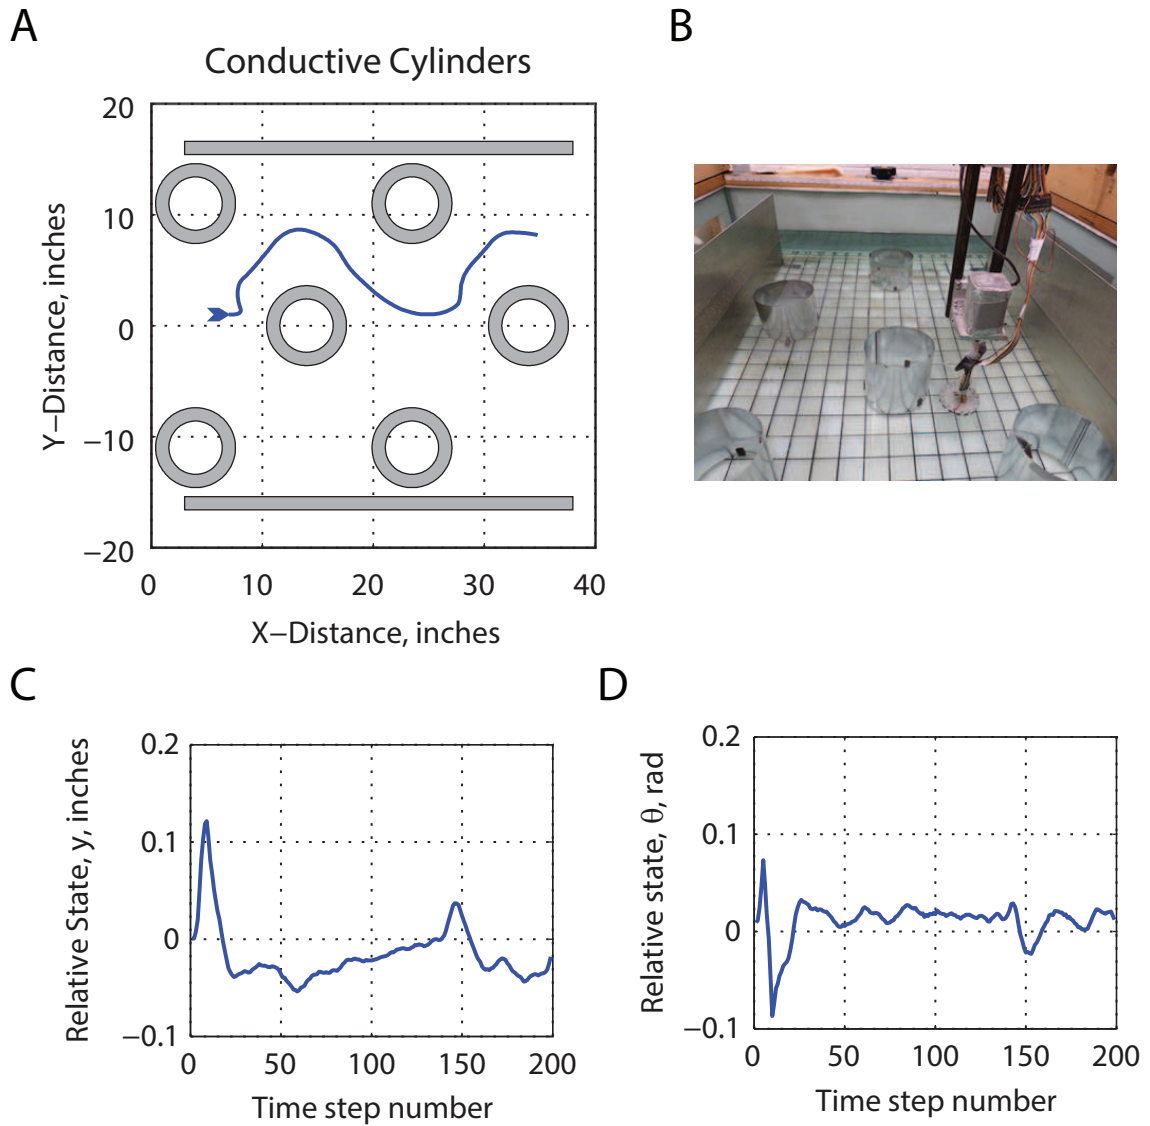 A
B
Conductive Cylinders
20
10
0
−10
−20
Y−Distance, inches
0
10
20
30
40
X−Distance, inches
C
D
0.2
0.1
0
−0.1
Relative State, y, inches
0
50
100
150
200
Time step number
0.2
0.1
0
−0.1
Relative state, θ, rad
0
50
100
150
200
Time step number